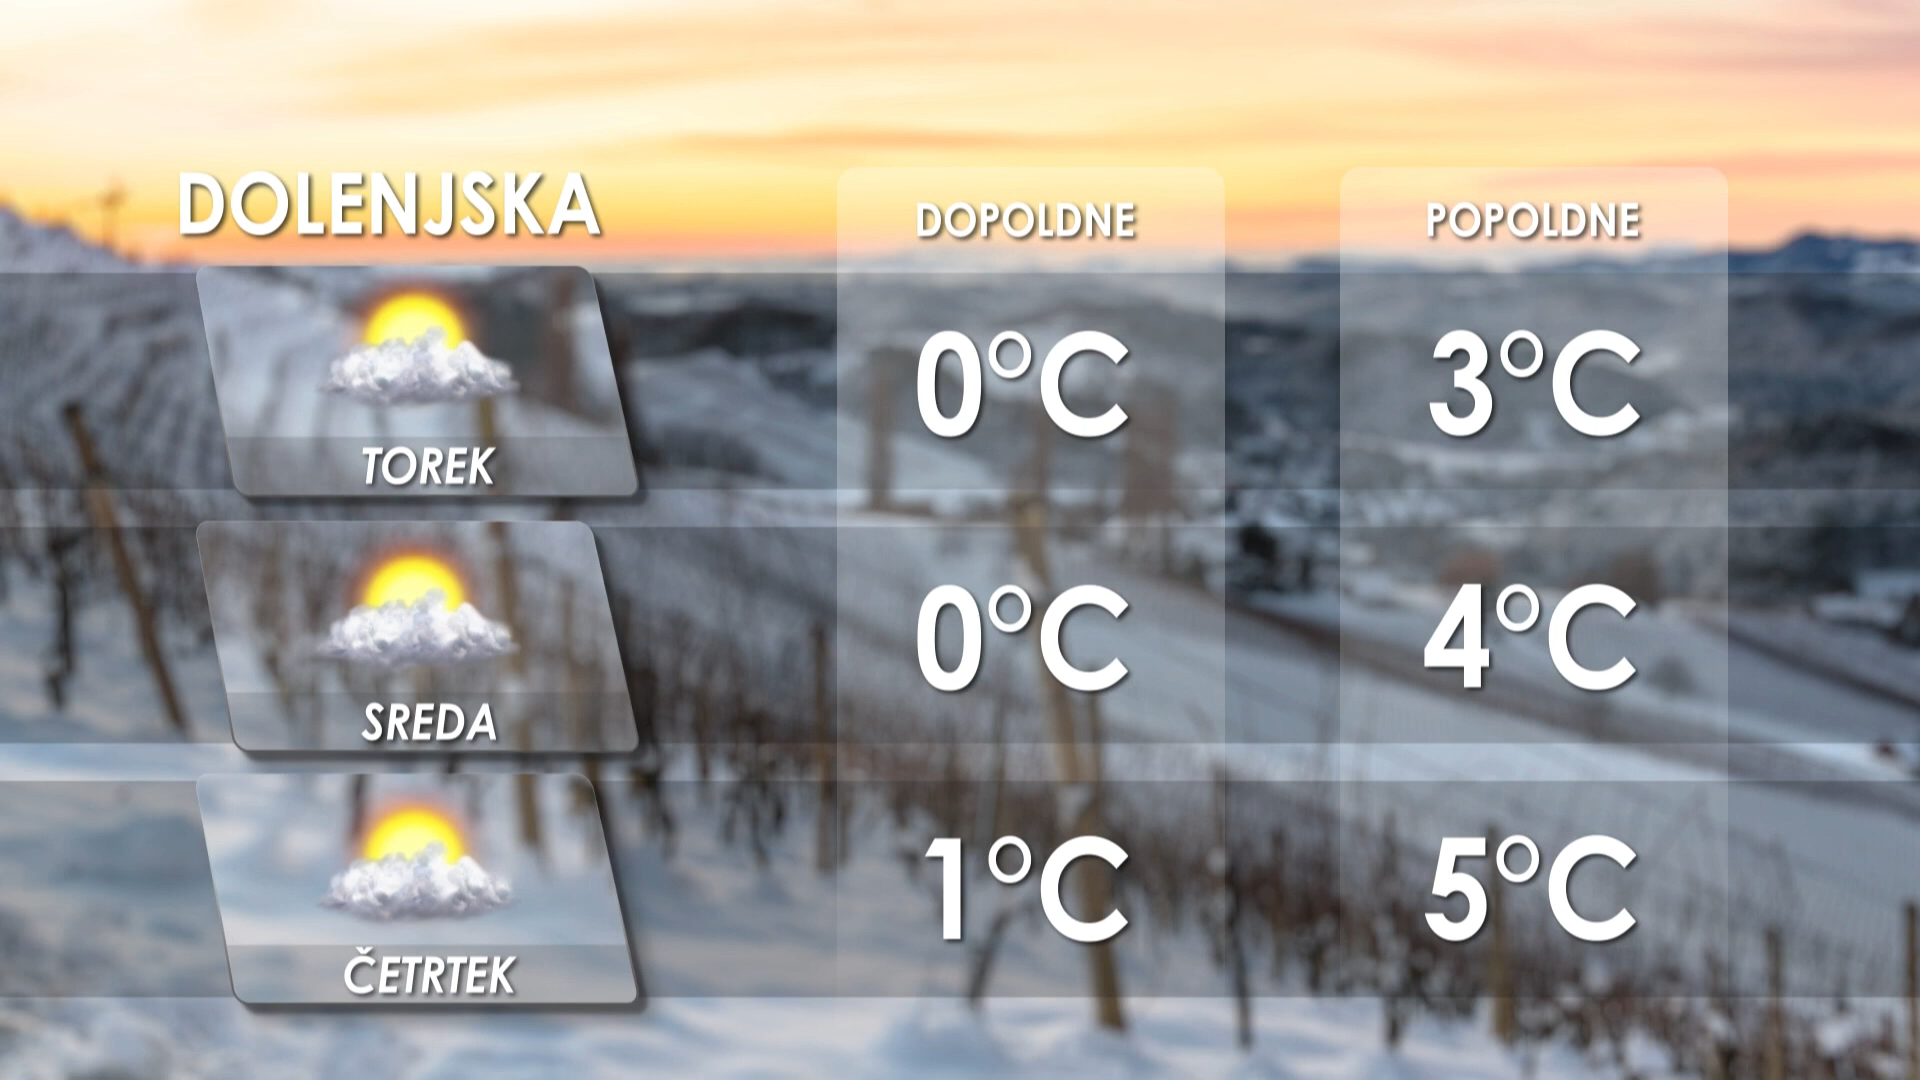 DOLENJSKA DOPOLDNE POPOLDNE
TOREK 0°C 3°C
SREDA 0°C 4°C
ČETRTEK 1°C 5°C